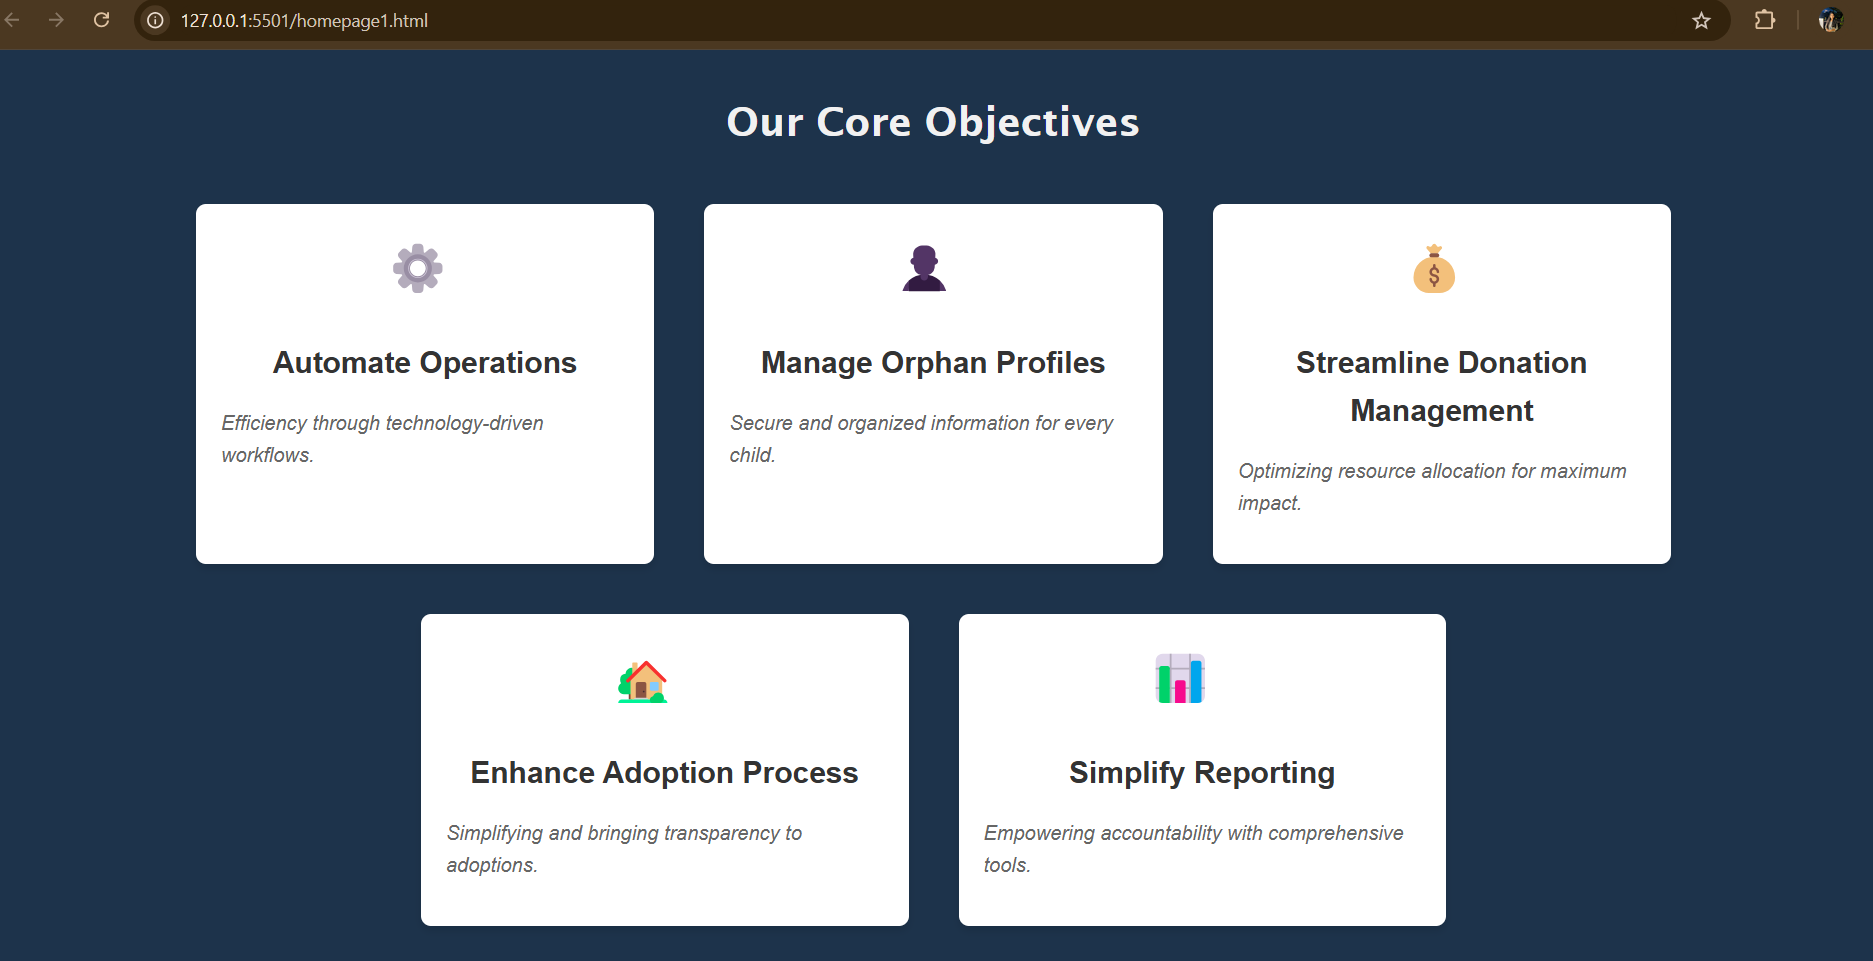 127.0.0.1:5501/homepage1.html
Our Core Objectives
Automate Operations
Efficiency through technology-driven
workflows.
Manage Orphan Profiles
Secure and organized information for every
child.
$
Streamline Donation
Management
Optimizing resource allocation for maximum
impact.
Enhance Adoption Process
Simplifying and bringing transparency to
adoptions.
Simplify Reporting
Empowering accountability with comprehensive
tools.